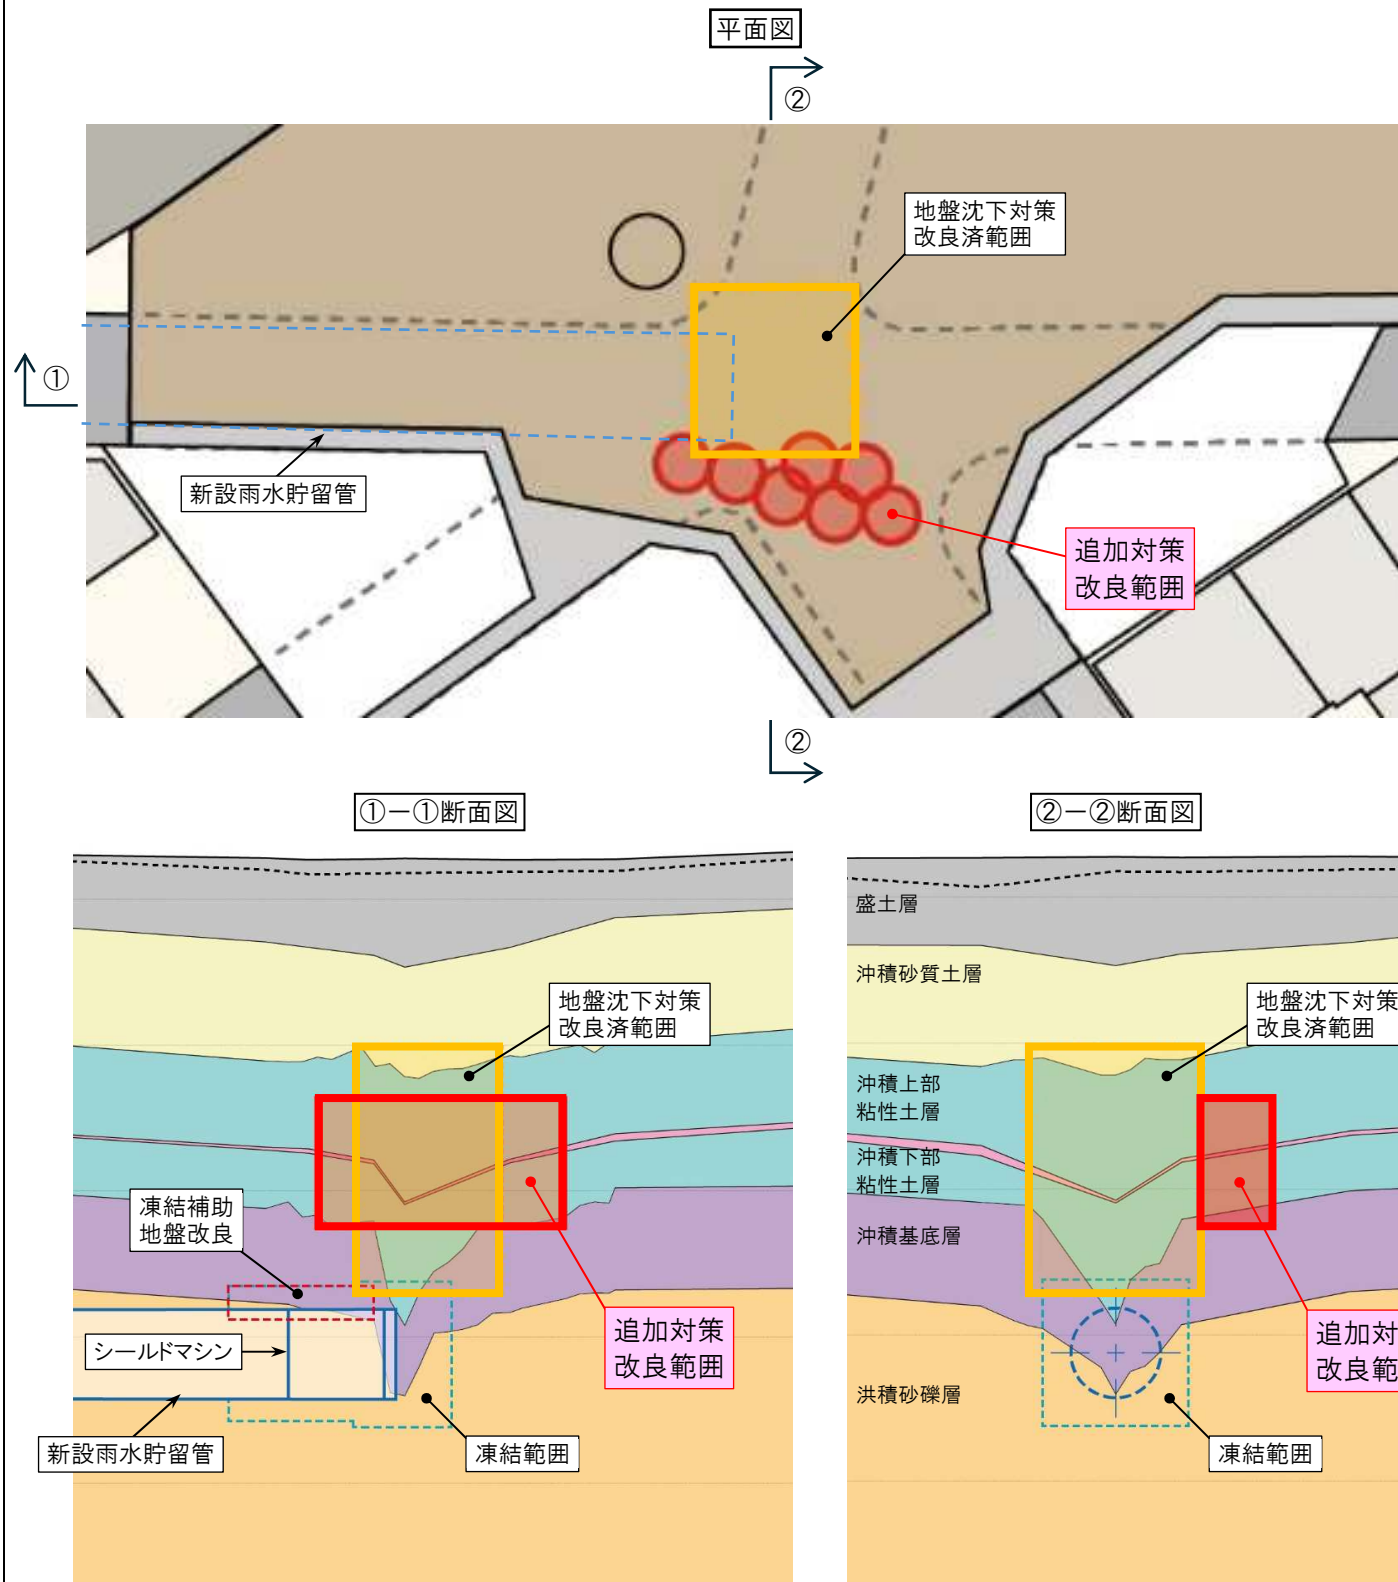 平面図
②
地盤沈下対策
改良済範囲
①
新設雨水貯留管
追加対策
改良範囲
②
①－①断面図
地盤沈下対策
改良済範囲
凍結補助
地盤改良
シールドマシン
追加対策
改良範囲
新設雨水貯留管
凍結範囲
②－②断面図
盛土層
沖積砂質土層
地盤沈下対策
改良済範囲
沖積上部
粘性土層
沖積下部
粘性土層
沖積基底層
追加対
改良範
洪積砂礫層
凍結範囲